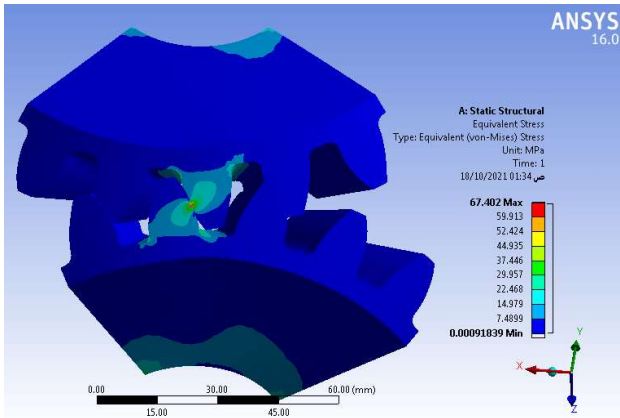 ANSYS
16.0
A: Static Structural
Equivalent Stress
Type: Equivalent (von-Mises) Stress
Unit: MPa
Time: 1
18/10/2021 01:34 ص
67.402 Max
59.913
52.424
44.935
37.446
29.957
22.468
14.979
7.4899
0.00091839 Min
Y
X
Z
0.00 30.00 60.00 (mm)
15.00 45.00